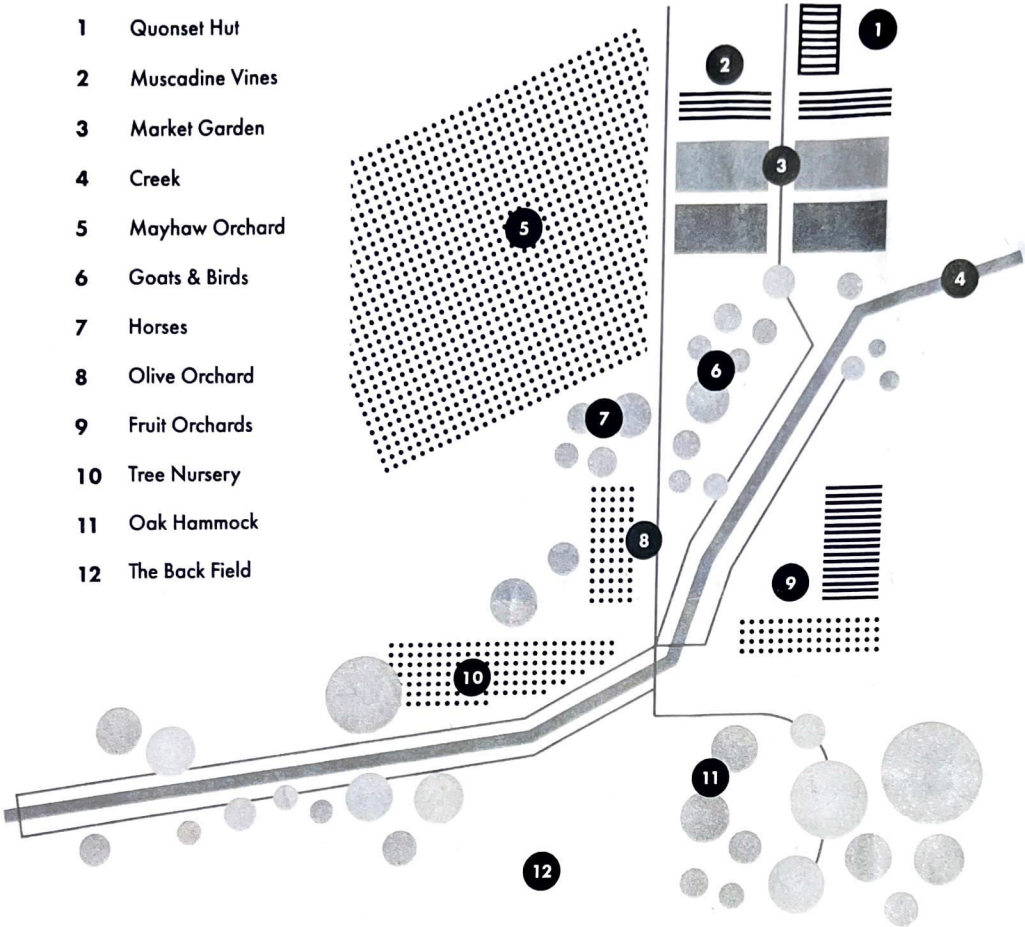 1 Quonset Hut
2 Muscadine Vines
3 Market Garden
4 Creek
5 Mayhaw Orchard
6 Goats & Birds
7 Horses
8 Olive Orchard
9 Fruit Orchards
10 Tree Nursery
11 Oak Hammock
12 The Back Field
1
2
3
5
4
6
7
8
9
10
11
12